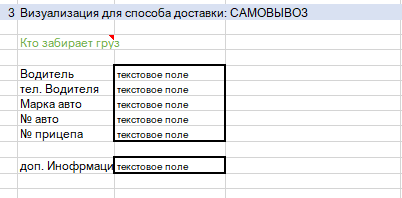 3 Визуализация для способа доставки: САМОВЫВОЗ
Кто забирает груз
Водитель текстовое поле
тел. Водителя текстовое поле
Марка авто текстовое поле
№ авто текстовое поле
№ прицепа текстовое поле
доп. Инофрмаци текстовое поле